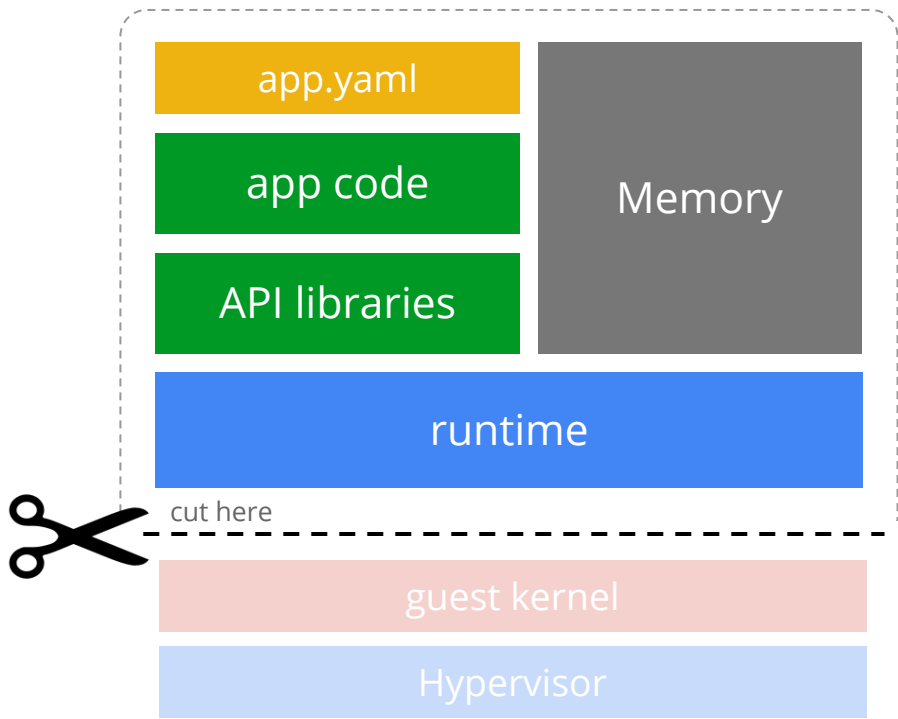 app.yaml
app code
Memory
API libraries
runtime
cut here
guest kernel
Hypervisor